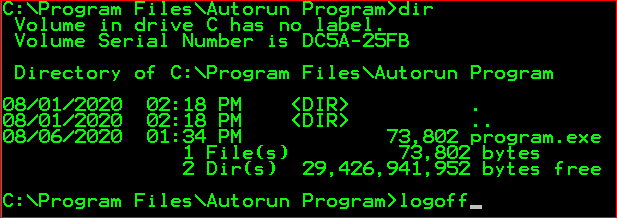 C:\Program Files\Autorun Program>dir
Volume in drive C has no label.
Volume Serial Number is DC5A-25FB
Directory of C:\Program Files\Autorun Program
08/01/2020  02:18 PM    <DIR>          .
08/01/2020  02:18 PM    <DIR>          ..
08/06/2020  01:34 PM            73,802 program.exe
1 File(s)         73,802 bytes
2 Dir(s)  29,426,941,952 bytes free
C:\Program Files\Autorun Program>logoff_